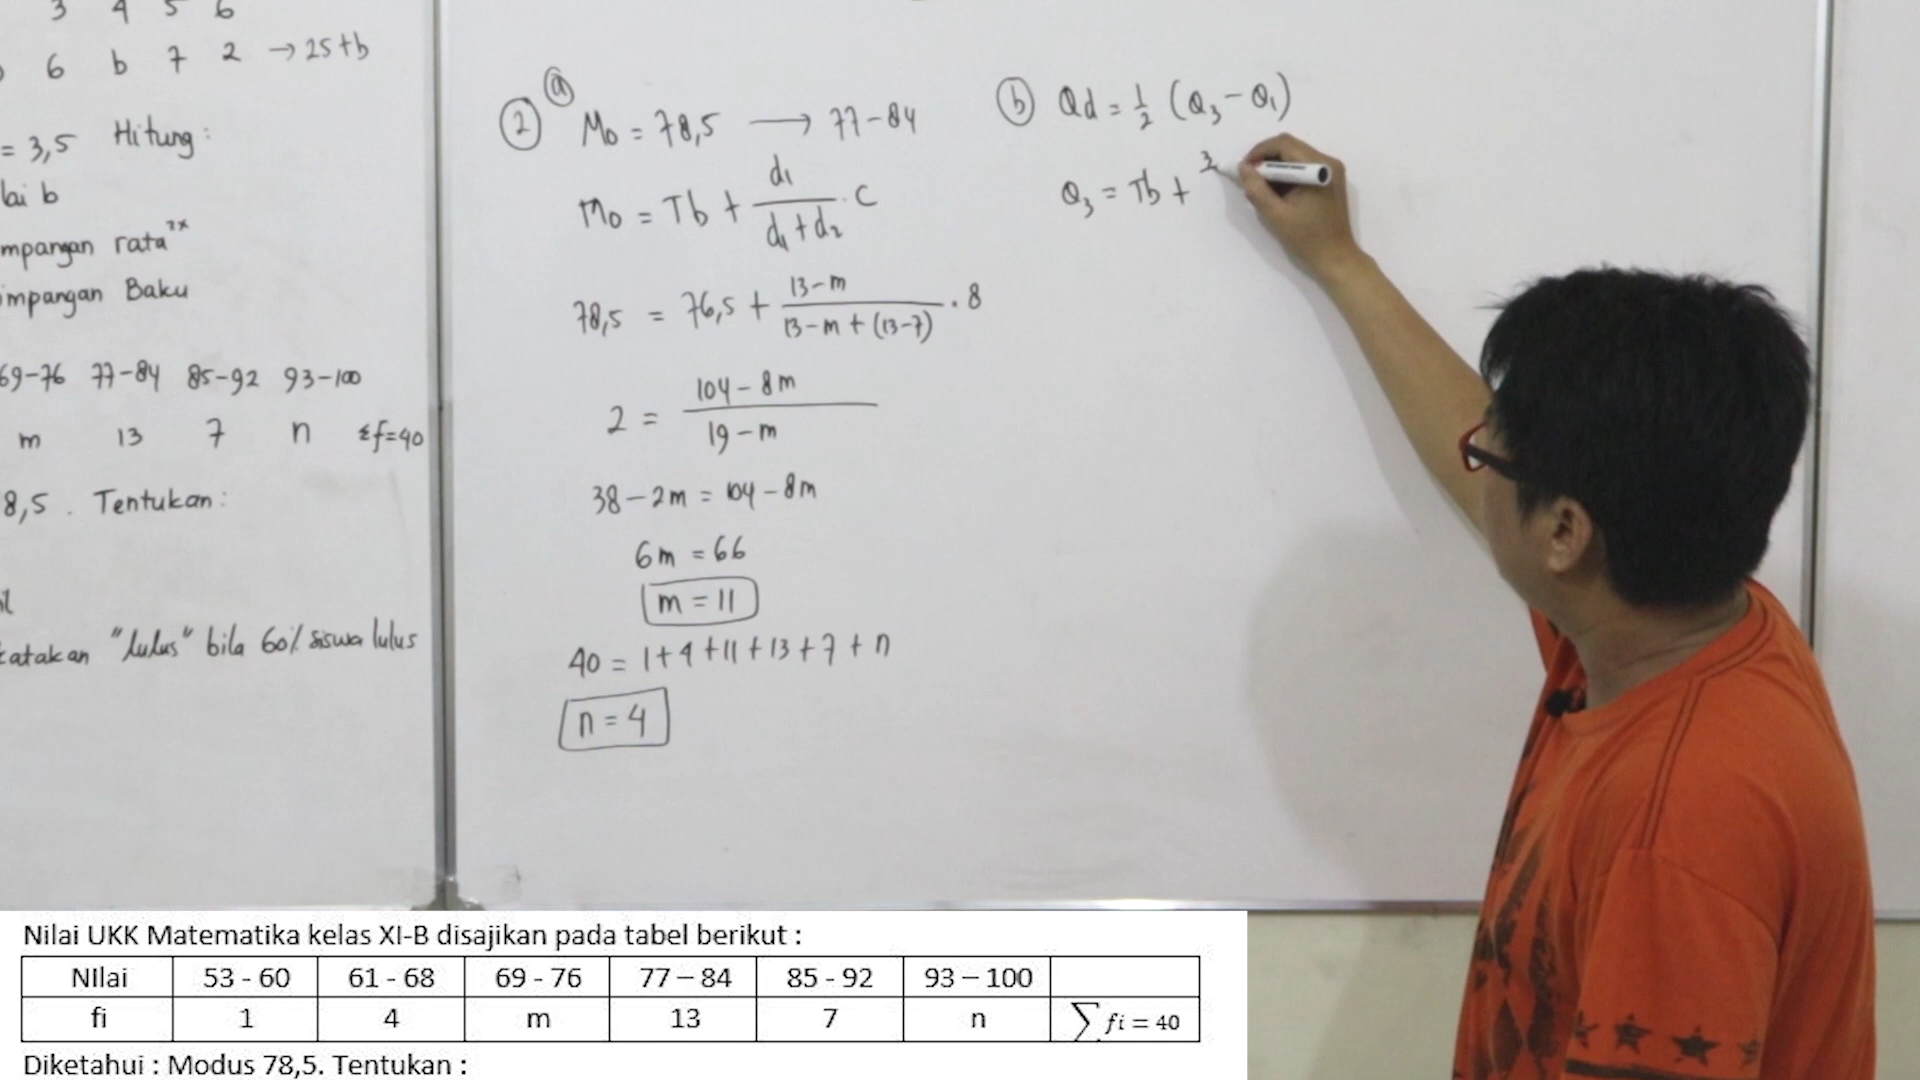 3 4 5 6
6 b 7 2 → 25+b
= 3,5 Hitung :
lai b
mpangan rata²ˣ
impangan Baku
69-76 77-84 85-92 93-100
m 13 7 n Σf=40
8,5 . Tentukan :
il
katakan "lulus" bila 60% siswa lulus
② ⓐ
Mo = 78,5 → 77-84
Mo = Tb + d₁/(d₁+d₂) . C
78,5 = 76,5 + (13-m)/(13-m+(13-7)) . 8
2 = (104-8m)/(19-m)
38-2m = 104-8m
6m = 66
m = 11
40 = 1+4+11+13+7+n
n = 4
ⓑ Qd = 1/2 (Q₃-Q₁)
Q₃ = Tb + 3
Nilai UKK Matematika kelas XI-B disajikan pada tabel berikut :
NIlai 53 - 60 61 - 68 69 - 76 77 – 84 85 - 92 93 – 100
fi 1 4 m 13 7 n ∑ fi = 40
Diketahui : Modus 78,5. Tentukan :